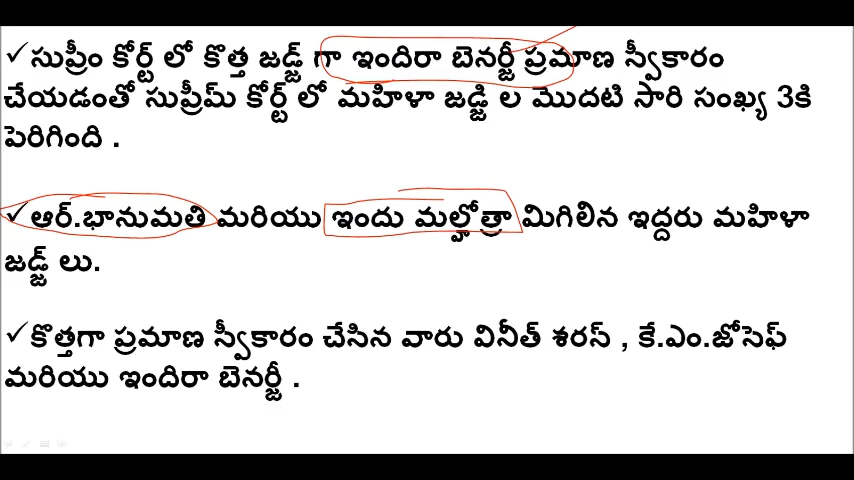 ✓సుప్రీం కోర్ట్ లో కొత్త జడ్జ్ గా ఇందిరా బెనర్జీ ప్రమాణ స్వీకారం
చేయడంతో సుప్రీమ్ కోర్ట్ లో మహిళా జడ్జి ల మొదటి సారి సంఖ్య 3కి
పెరిగింది .
✓ఆర్.భానుమతి మరియు ఇందు మల్హోత్రా మిగిలిన ఇద్దరు మహిళా
జడ్జ్ లు.
✓కొత్తగా ప్రమాణ స్వీకారం చేసిన వారు వినీత్ శరస్ , కే.ఎం.జోసెఫ్
మరియు ఇందిరా బెనర్జీ .